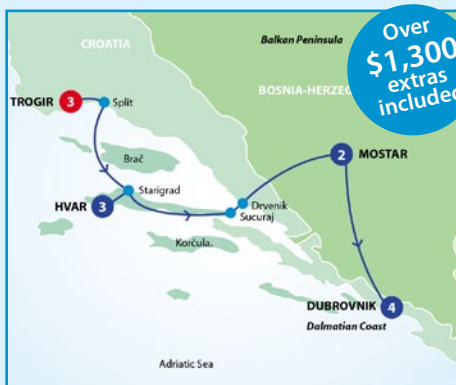 CROATIA
Balkan Peninsula
Over
$1,300
extras
included
BOSNIA-HERZEG
TROGIR 3
Split
2 MOSTAR
Brač
Starigrad
HVAR 3
Drvenik
Sucuraj
Korčula.
DUBROVNIK 4
Dalmatian Coast
Adriatic Sea